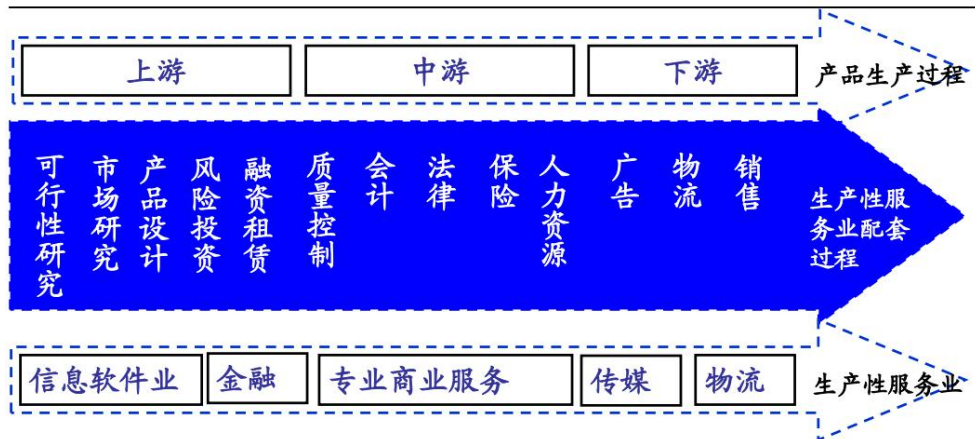 上游
中游
下游
产品生产过程
可行性研究
市场研究
产品设计
风险投资
融资租赁
质量控制
会计
法律
保险
人力资源
广告
物流
销售
生产性服
务业配套
过程
信息软件业
金融
专业商业服务
传媒
物流
生产性服务业